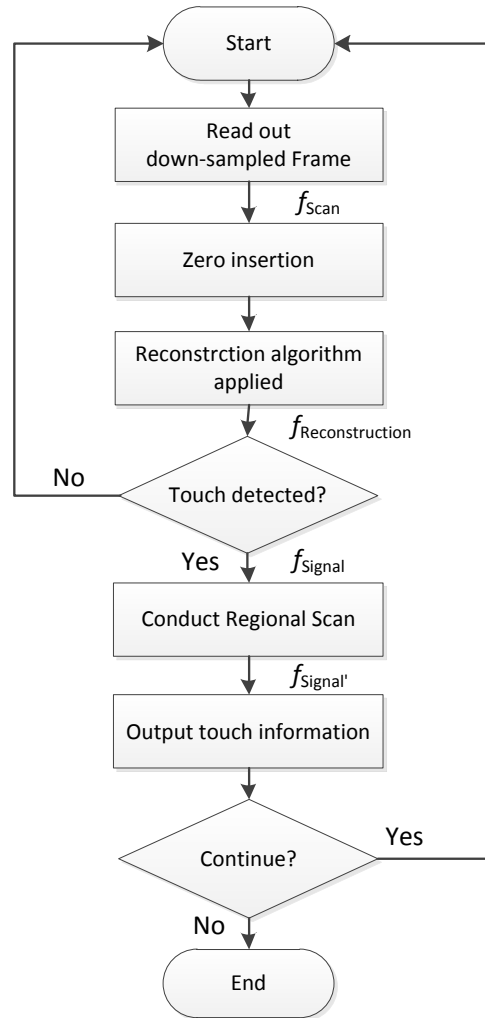 Start
Read out
down-sampled Frame
fScan
Zero insertion
Reconstrction algorithm
applied
fReconstruction
No
Touch detected?
Yes
fSignal
Conduct Regional Scan
fSignal'
Output touch information
Yes
Continue?
No
End